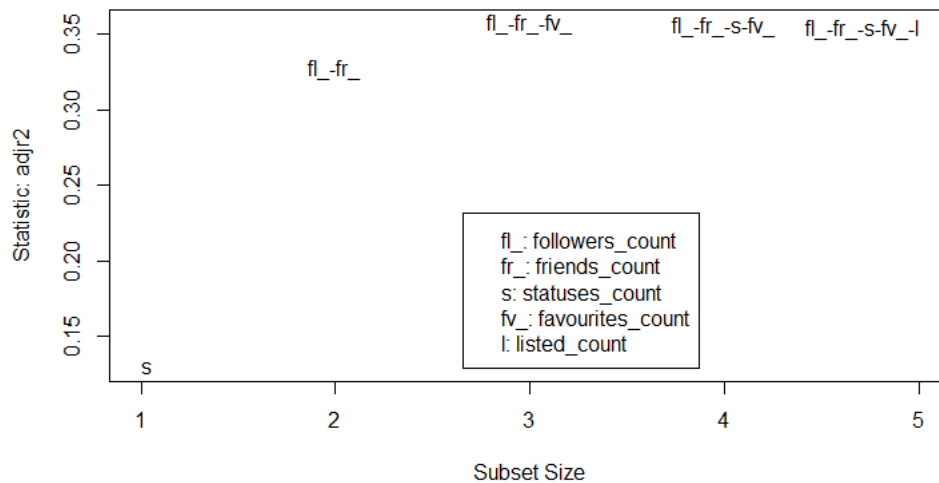 0.35
0.30
0.25
0.20
0.15
Statistic: adjr2
fl_-fr_-fv_
fl_-fr_-s-fv_
fl_-fr_-s-fv_-l
fl_-fr_
s
fl_: followers_count
fr_: friends_count
s: statuses_count
fv_: favourites_count
l: listed_count
1 2 3 4 5
Subset Size